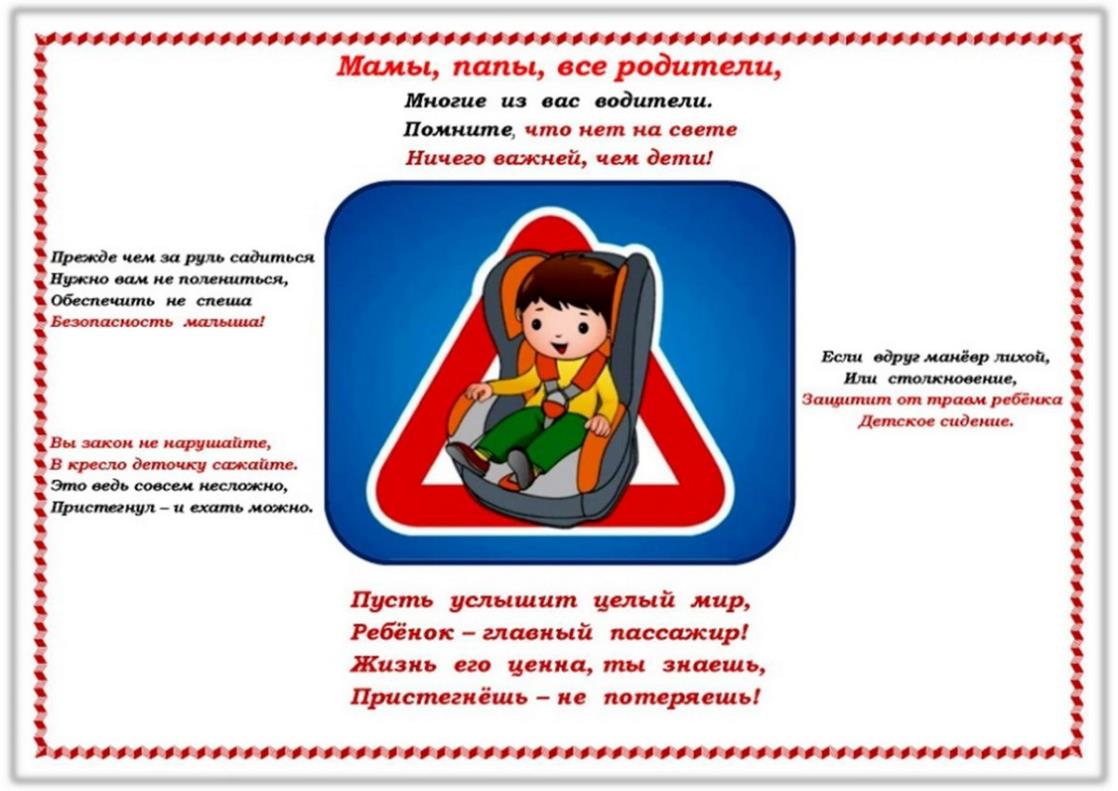 Мамы, папы, все родители,
Многие из вас водители.
Помните, что нет на свете
Ничего важней, чем дети!
Прежде чем за руль садиться
Нужно вам не полениться,
Обеспечить не спеша
Безопасность малыша!
Вы закон не нарушайте,
В кресло деточку сажайте.
Это ведь совсем несложно,
Пристегнул – и ехать можно.
Если вдруг манёвр лихой,
Или столкновение,
Защитит от травм ребёнка
Детское сидение.
Пусть услышит целый мир,
Ребёнок – главный пассажир!
Жизнь его ценна, ты знаешь,
Пристегнёшь – не потеряешь!